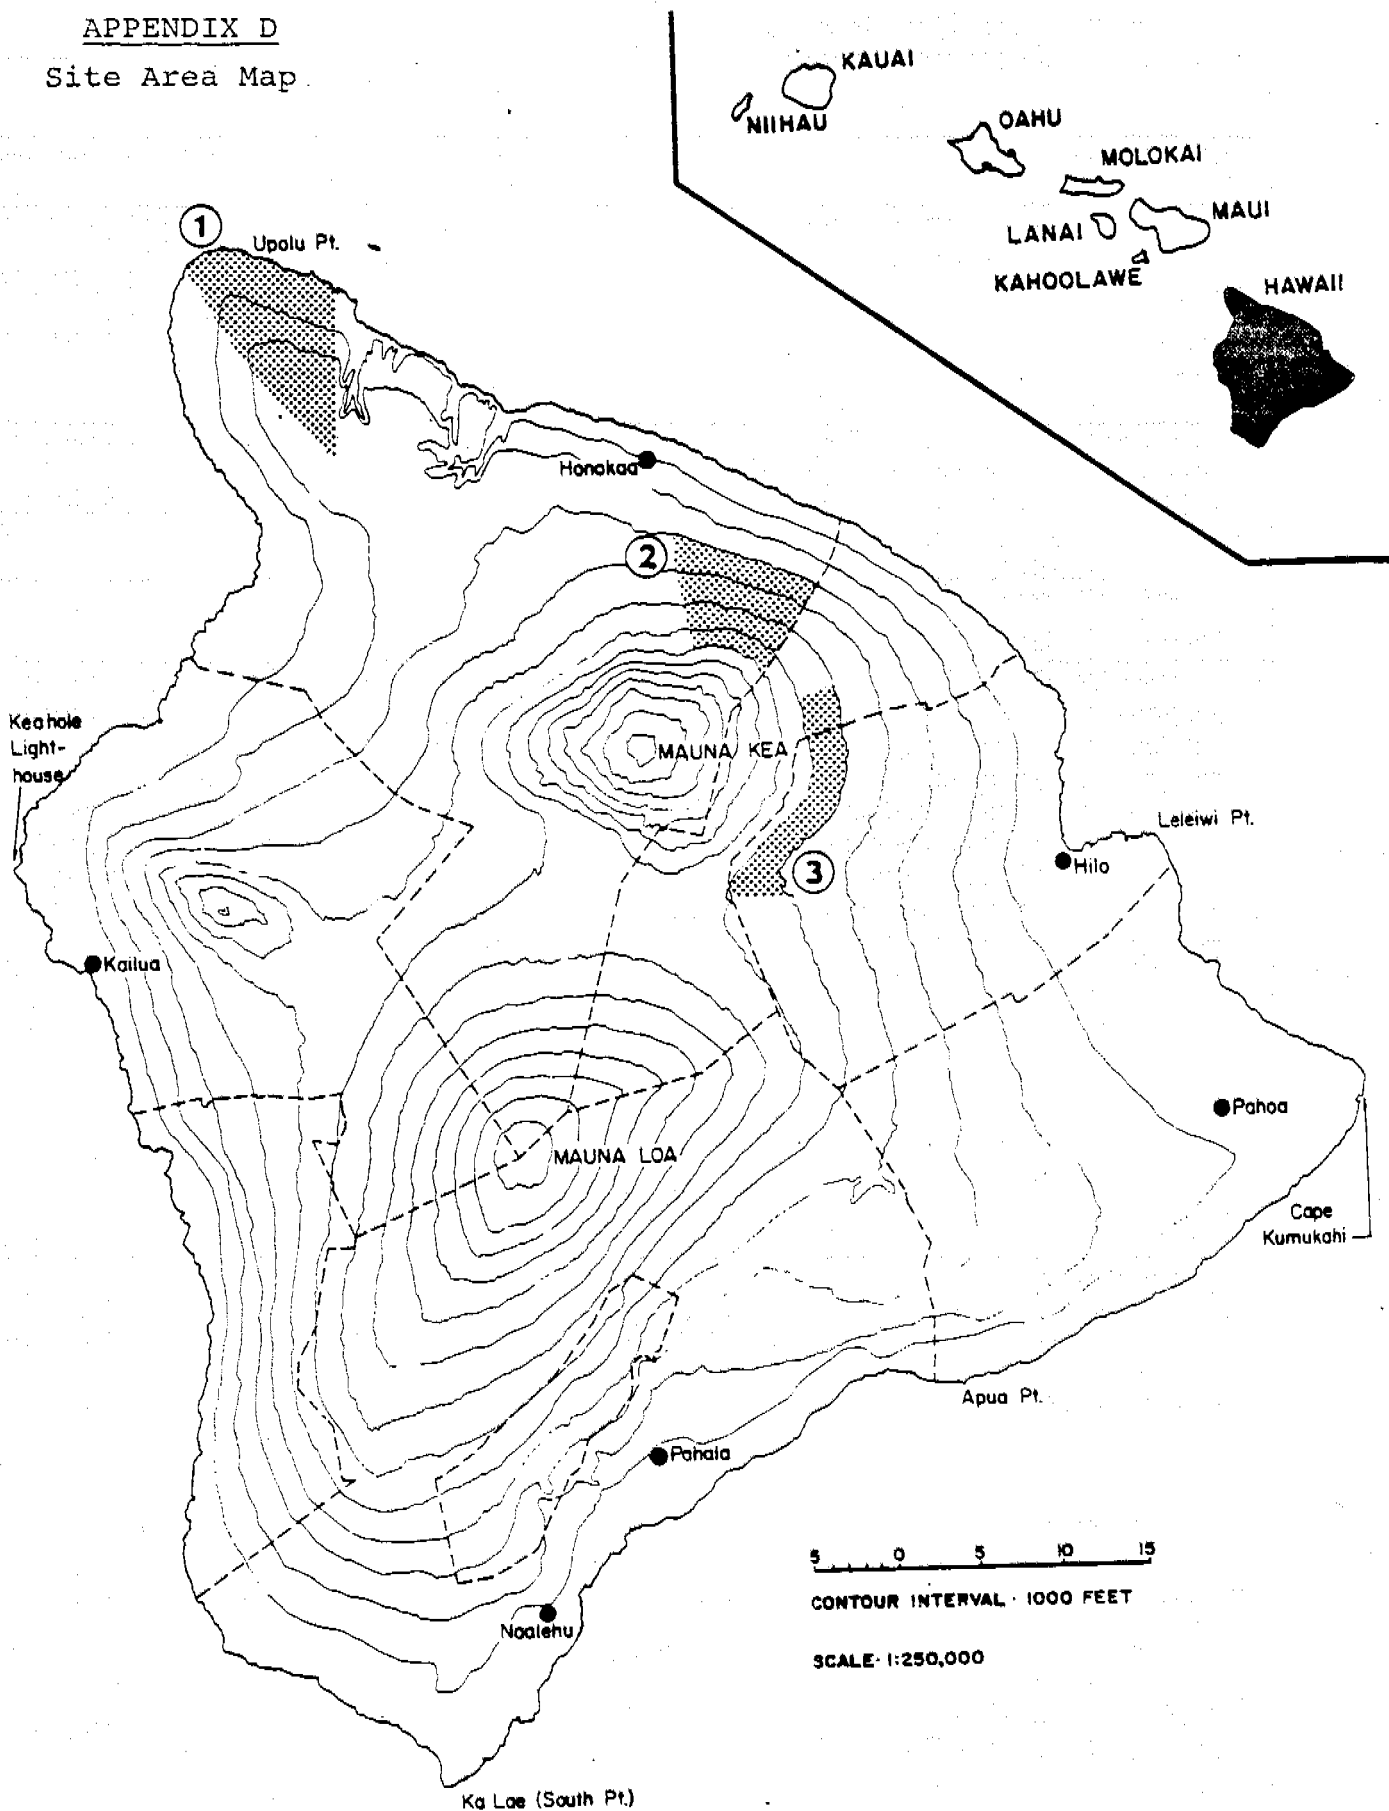 APPENDIX D
Site Area Map
KAUAI
NIIHAU
OAHU
MOLOKAI
LANAI
MAUI
KAHOOLAWE
HAWAII
1
Upolu Pt.
Honokaa
2
Keahole
Light-
house
MAUNA KEA
Leleiwi Pt.
Hilo
3
Kailua
Pahoa
MAUNA LOA
Cape
Kumukahi
Apua Pt.
Pahala
5 0 5 10 15
CONTOUR INTERVAL · 1000 FEET
Naalehu
SCALE · 1:250,000
Ka Lae (South Pt.)